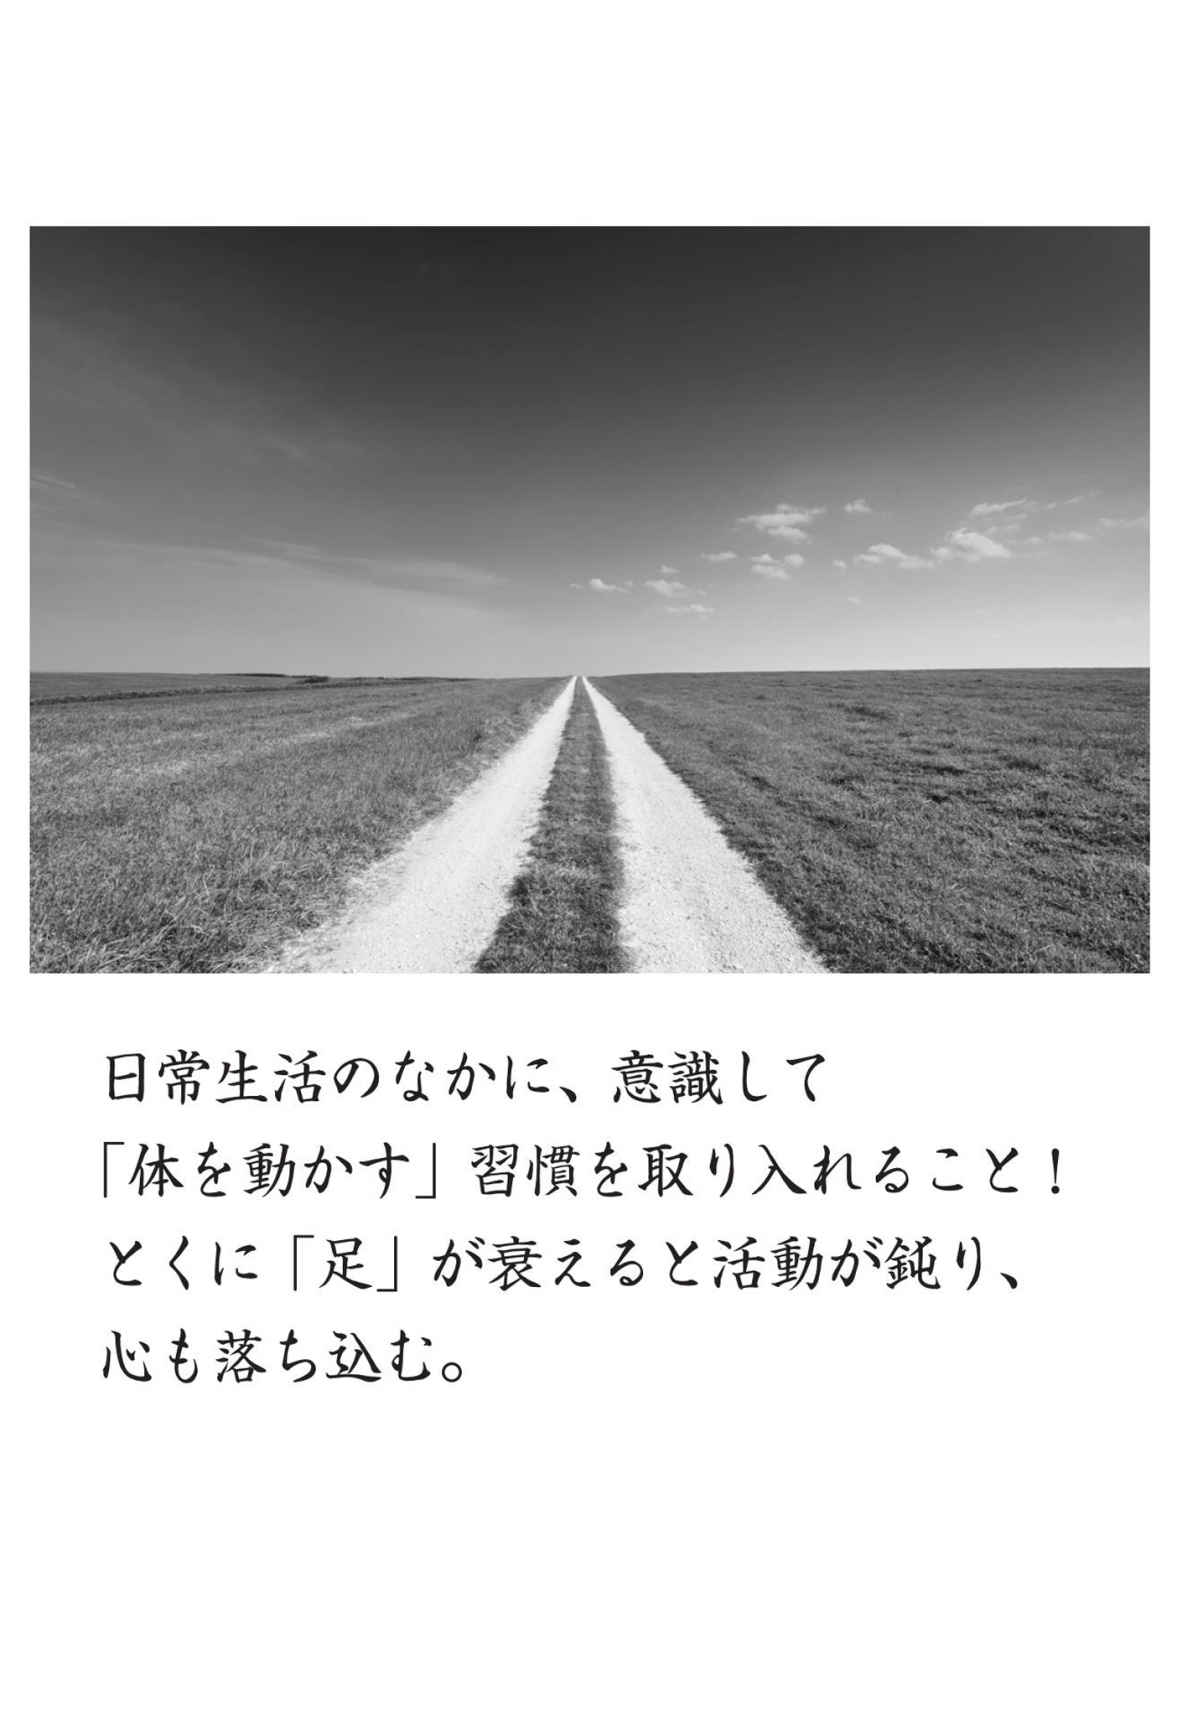 日常生活のなかに、意識して
「体を動かす」習慣を取り入れること！
とくに「足」が衰えると活動が鈍り、
心も落ち込む。